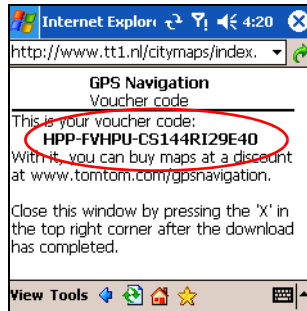 Internet Explor 4:20
http://www.tt1.nl/citymaps/index.
GPS Navigation
Voucher code
This is your voucher code:
HPP-FVHPU-CS144RI29E40
With it, you can buy maps at a discount
at www.tomtom.com/gpsnavigation.
Close this window by pressing the 'X' in
the top right corner after the download
has completed.
View Tools